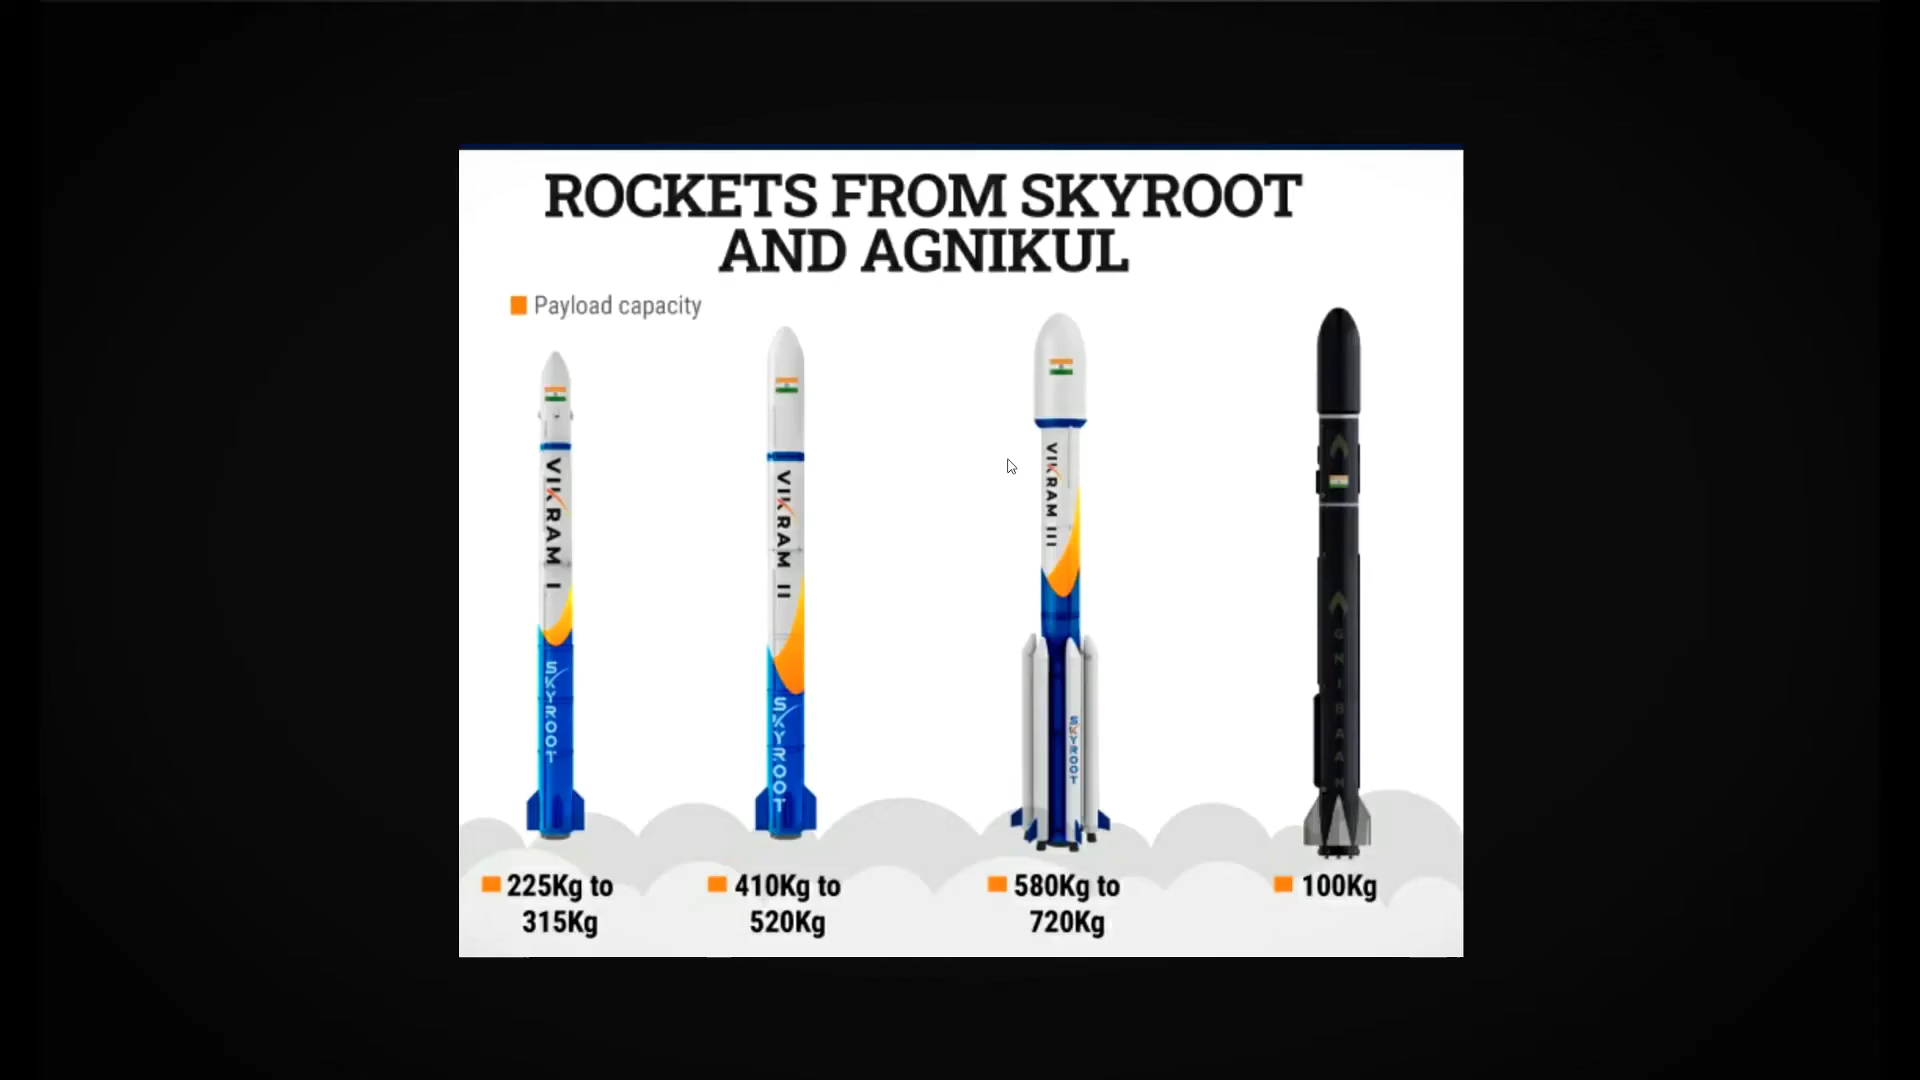 ROCKETS FROM SKYROOT
AND AGNIKUL
Payload capacity
VIKRAM I
SKYROOT
VIKRAM II
SKYROOT
VIKRAM III
SKYROOT
AGNIBAAN
225Kg to
315Kg
410Kg to
520Kg
580Kg to
720Kg
100Kg